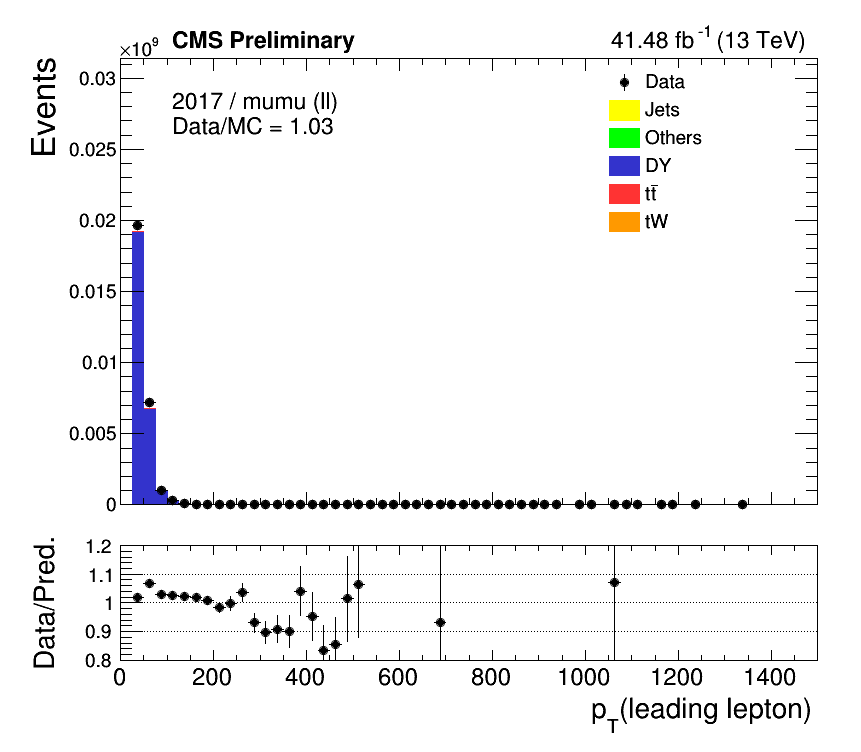 ×10⁹ CMS Preliminary 41.48 fb⁻¹ (13 TeV)
Events
0.03
0.025
0.02
0.015
0.01
0.005
0
2017 / mumu (ll)
Data/MC = 1.03
Data
Jets
Others
DY
tt̄
tW
Data/Pred.
1.2
1.1
1
0.9
0.8
0 200 400 600 800 1000 1200 1400
p_T(leading lepton)